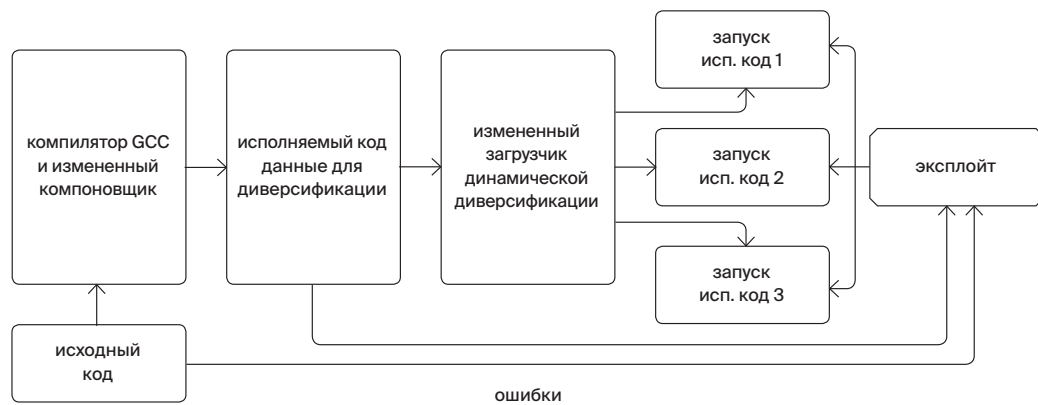 компилятор GCC
и измененный
компоновщик
исполняемый код
данные для
диверсификации
измененный
загрузчик
динамической
диверсификации
запуск
исп. код 1
запуск
исп. код 2
запуск
исп. код 3
эксплойт
исходный
код
ошибки